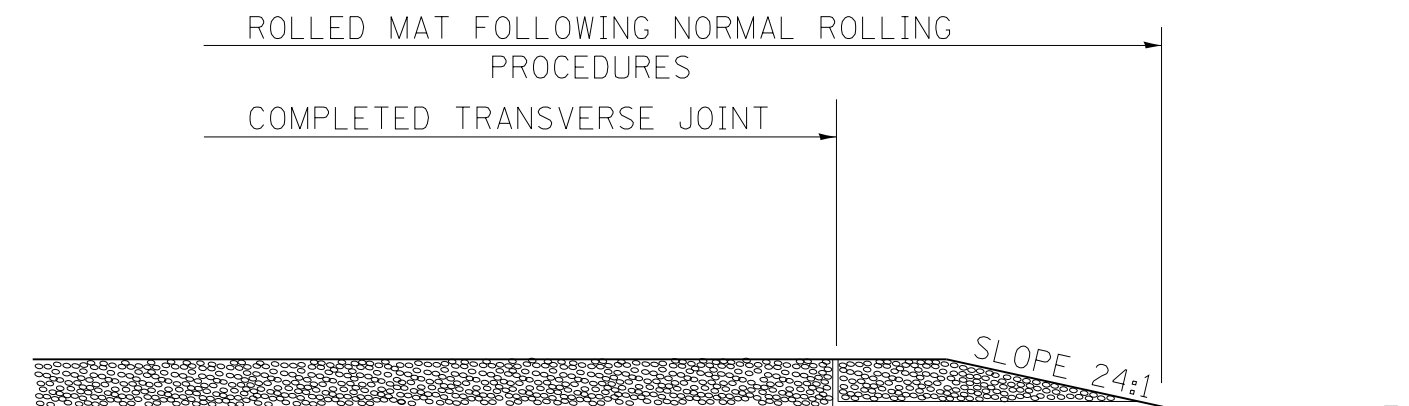 ROLLED MAT FOLLOWING NORMAL ROLLING
PROCEDURES
COMPLETED TRANSVERSE JOINT
SLOPE 24:1